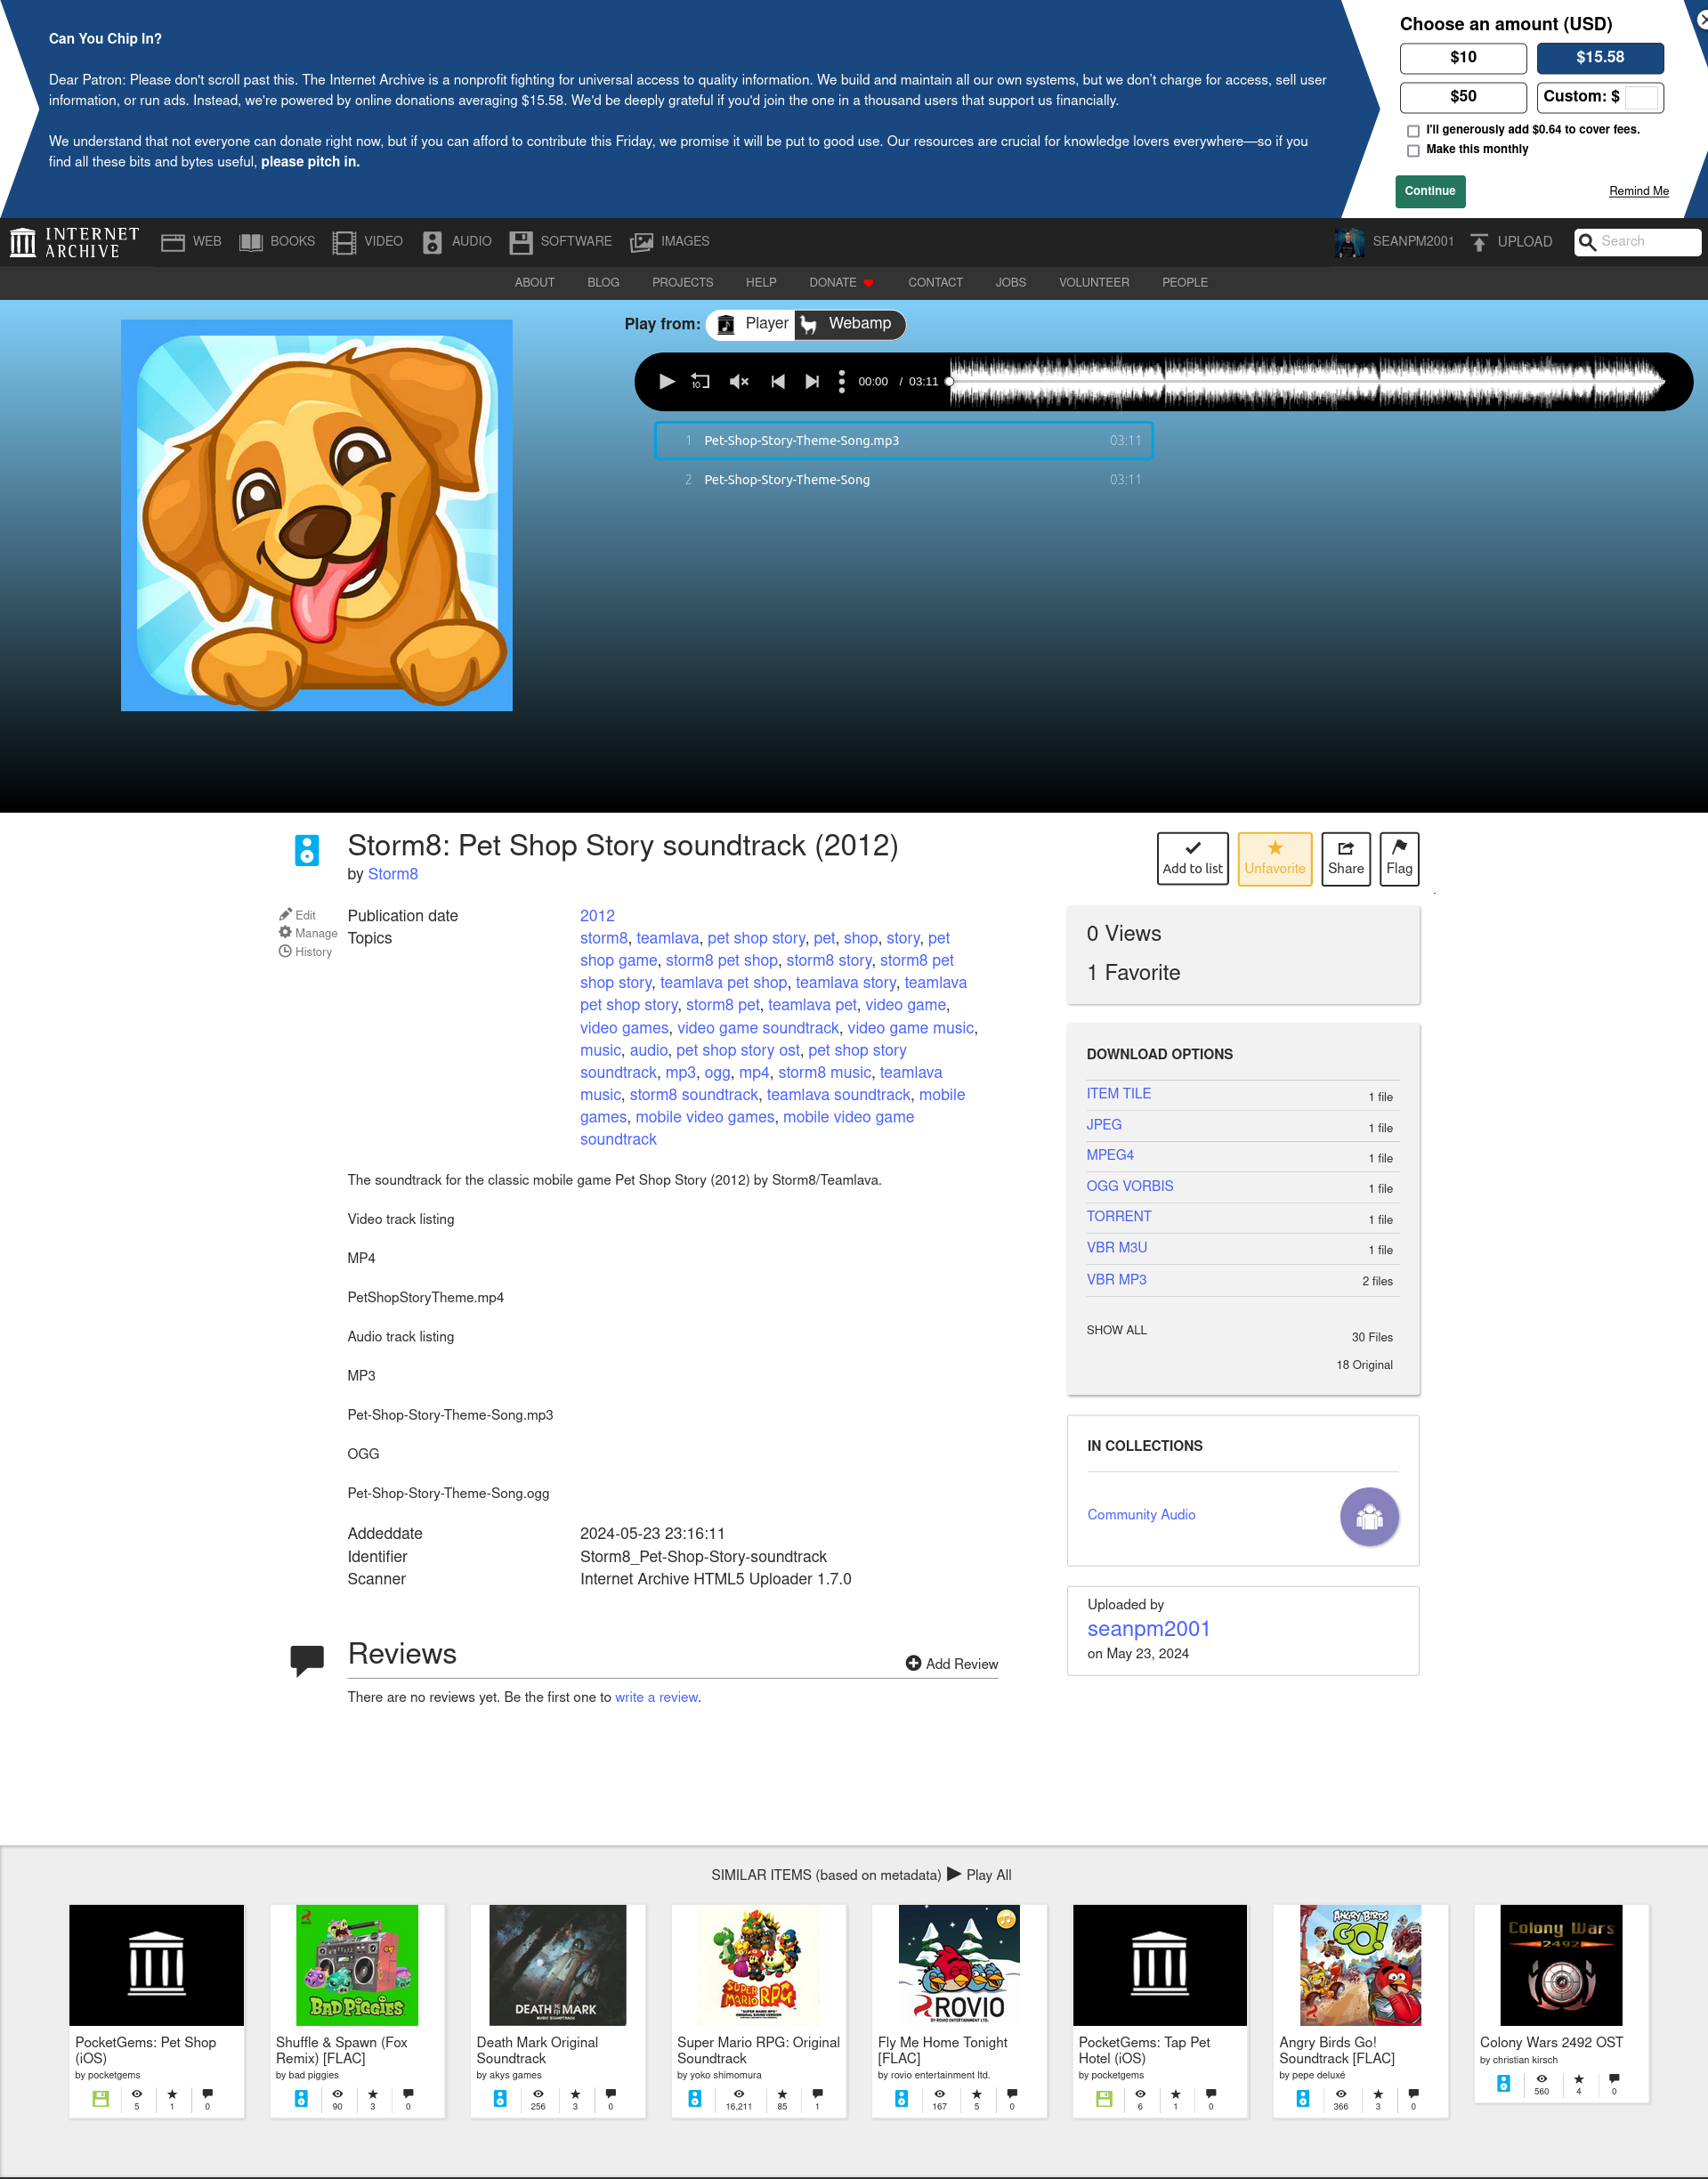 Can You Chip In?
Dear Patron: Please don't scroll past this. The Internet Archive is a nonprofit fighting for universal access to quality information. We build and maintain all our own systems, but we don't charge for access, sell user
information, or run ads. Instead, we're powered by online donations averaging $15.58. We'd be deeply grateful if you'd join the one in a thousand users that support us financially.
We understand that not everyone can donate right now, but if you can afford to contribute this Friday, we promise it will be put to good use. Our resources are crucial for knowledge lovers everywhere—so if you
find all these bits and bytes useful, please pitch in.
Choose an amount (USD)
$10 $15.58
$50 Custom: $
I'll generously add $0.64 to cover fees.
Make this monthly
Continue Remind Me
INTERNET ARCHIVE WEB BOOKS VIDEO AUDIO SOFTWARE IMAGES SEANPM2001 UPLOAD Search
ABOUT BLOG PROJECTS HELP DONATE CONTACT JOBS VOLUNTEER PEOPLE
Play from: Player Webamp
10 00:00 / 03:11
1 Pet-Shop-Story-Theme-Song.mp3 03:11
2 Pet-Shop-Story-Theme-Song 03:11
Storm8: Pet Shop Story soundtrack (2012)
by Storm8
Add to list Unfavorite Share Flag
Edit
Manage
History
Publication date 2012
Topics storm8, teamlava, pet shop story, pet, shop, story, pet
shop game, storm8 pet shop, storm8 story, storm8 pet
shop story, teamlava pet shop, teamlava story, teamlava
pet shop story, storm8 pet, teamlava pet, video game,
video games, video game soundtrack, video game music,
music, audio, pet shop story ost, pet shop story
soundtrack, mp3, ogg, mp4, storm8 music, teamlava
music, storm8 soundtrack, teamlava soundtrack, mobile
games, mobile video games, mobile video game
soundtrack
The soundtrack for the classic mobile game Pet Shop Story (2012) by Storm8/Teamlava.
Video track listing
MP4
PetShopStoryTheme.mp4
Audio track listing
MP3
Pet-Shop-Story-Theme-Song.mp3
OGG
Pet-Shop-Story-Theme-Song.ogg
Addeddate 2024-05-23 23:16:11
Identifier Storm8_Pet-Shop-Story-soundtrack
Scanner Internet Archive HTML5 Uploader 1.7.0
Reviews
Add Review
There are no reviews yet. Be the first one to write a review.
0 Views
1 Favorite
DOWNLOAD OPTIONS
ITEM TILE 1 file
JPEG 1 file
MPEG4 1 file
OGG VORBIS 1 file
TORRENT 1 file
VBR M3U 1 file
VBR MP3 2 files
SHOW ALL 30 Files
18 Original
IN COLLECTIONS
Community Audio
Uploaded by
seanpm2001
on May 23, 2024
SIMILAR ITEMS (based on metadata) Play All
PocketGems: Pet Shop
(iOS)
by pocketgems
5 1 0
BAD PIGGIES
Shuffle & Spawn (Fox
Remix) [FLAC]
by bad piggies
90 3 0
DEATH MARK
Death Mark Original
Soundtrack
by akys games
256 3 0
SUPER MARIO RPG
Super Mario RPG: Original
Soundtrack
by yoko shimomura
16,211 85 1
ROVIO
Fly Me Home Tonight
[FLAC]
by rovio entertainment ltd.
167 5 0
PocketGems: Tap Pet
Hotel (iOS)
by pocketgems
6 1 0
ANGRY BIRDS GO!
Angry Birds Go!
Soundtrack [FLAC]
by pepe deluxé
366 3 0
Colony Wars
2492
Colony Wars 2492 OST
by christian kirsch
560 4 0